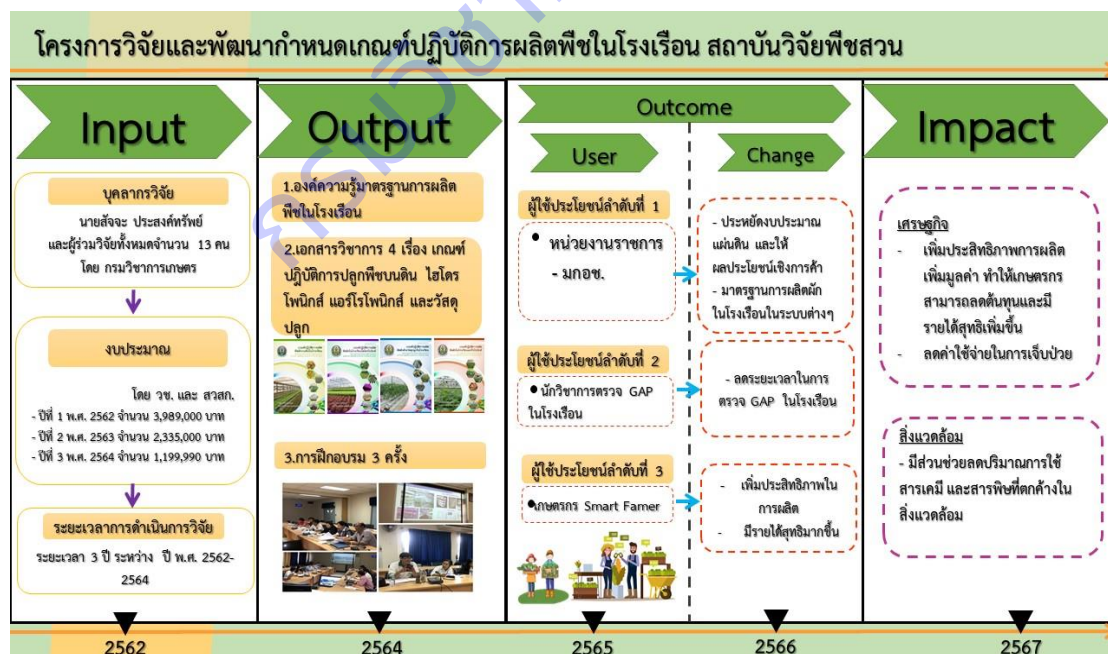 โครงการวิจัยและพัฒนากำหนดเกณฑ์ปฏิบัติการผลิตพืชในโรงเรือน สถาบันวิจัยพืชสวน
Input
บุคลากรวิจัย
นายสัจจะ ประสงค์ทรัพย์
และผู้ร่วมวิจัยทั้งหมดจำนวน 13 คน
โดย กรมวิชาการเกษตร
งบประมาณ
โดย วช. และ สวสก.
- ปีที่ 1 พ.ศ. 2562 จำนวน 3,989,000 บาท
- ปีที่ 2 พ.ศ. 2563 จำนวน 2,335,000 บาท
- ปีที่ 3 พ.ศ. 2564 จำนวน 1,199,990 บาท
ระยะเวลาการดำเนินการวิจัย
ระยะเวลา 3 ปี ระหว่าง ปี พ.ศ. 2562-
2564
2562
Output
1.องค์ความรู้มาตรฐานการผลิต
พืชในโรงเรือน
2.เอกสารวิชาการ 4 เรื่อง เกณฑ์
ปฎิบัติการปลูกพืชบนดิน ไฮโดร
โพนิกส์ แอร์โรโพนิกส์ และวัสดุ
ปลูก
3.การฝึกอบรม 3 ครั้ง
2564
Outcome
User
ผู้ใช้ประโยชน์ลำดับที่ 1
• หน่วยงานราชการ
- มกอช.
ผู้ใช้ประโยชน์ลำดับที่ 2
•นักวิชาการตรวจ GAP
ในโรงเรือน
ผู้ใช้ประโยชน์ลำดับที่ 3
•เกษตรกร Smart Famer
2565
Change
- ประหยัดงบประมาณ
แผ่นดิน และให้
ผลประโยชน์เชิงการค้า
- มาตรฐานการผลิตผัก
ในโรงเรือนในระบบต่างๆ
- ลดระยะเวลาในการ
ตรวจ GAP ในโรงเรือน
- เพิ่มประสิทธิภาพใน
การผลิต
- มีรายได้สุทธิมากขึ้น
2566
Impact
เศรษฐกิจ
- เพิ่มประสิทธิภาพการผลิต
เพิ่มมูลค่า ทำให้เกษตรกร
สามารถลดต้นทุนและมี
รายได้สุทธิเพิ่มขึ้น
- ลดค่าใช้จ่ายในการเจ็บป่วย
สิ่งแวดล้อม
- มีส่วนช่วยลดปริมาณการใช้
สารเคมี และสารพิษที่ตกค้างใน
สิ่งแวดล้อม
2567